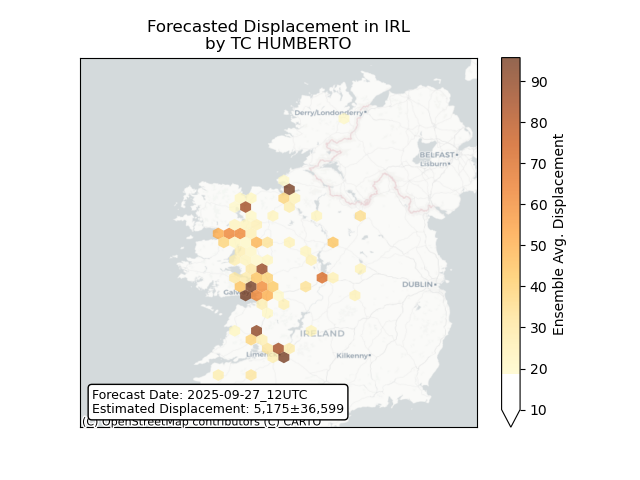 Forecasted Displacement in IRL
by TC HUMBERTO
Derry/Londonderry
BELFAST
Lisburn
DUBLIN
IRELAND
Kilkenny
Forecast Date: 2025-09-27_12UTC
Estimated Displacement: 5,175±36,599
(C) OpenStreetMap contributors (C) CARTO
90
80
70
60
50
40
30
20
10
Ensemble Avg. Displacement